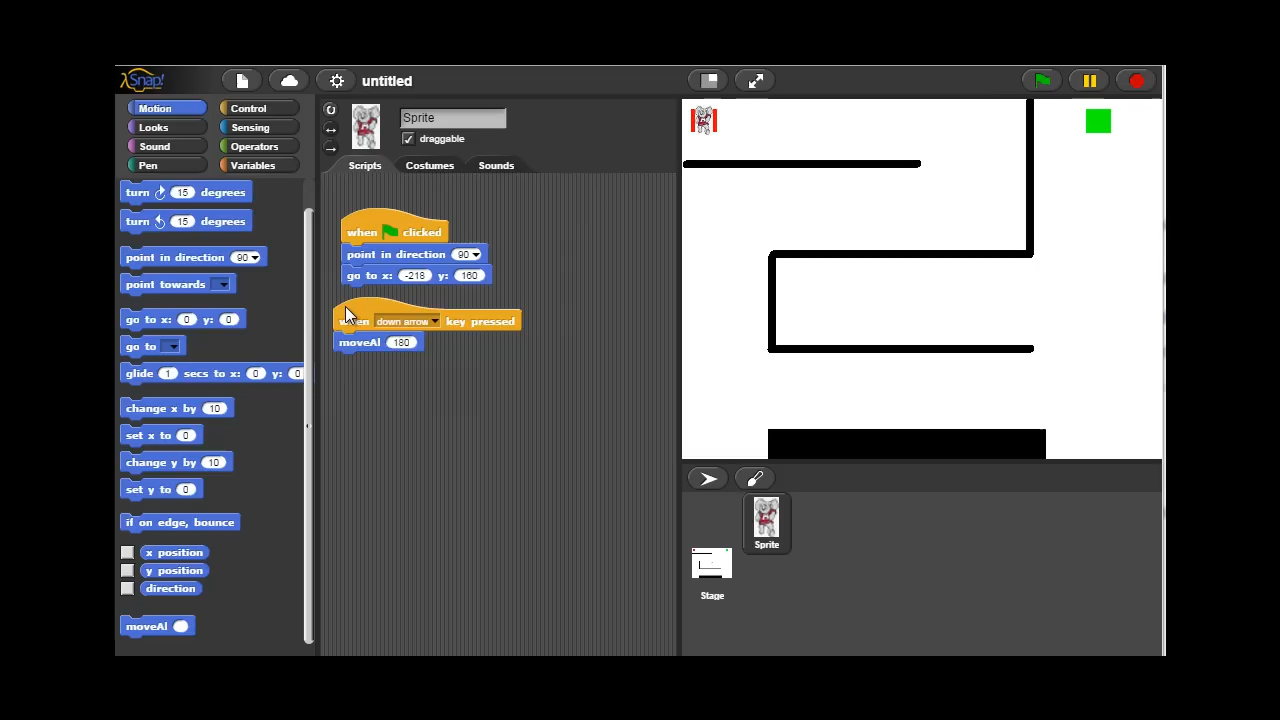 Snap!
untitled
Motion
Control
Looks
Sensing
Sound
Operators
Pen
Variables
turn 15 degrees
turn 15 degrees
point in direction 90
point towards
go to x: 0 y: 0
go to
glide 1 secs to x: 0 y: 0
change x by 10
set x to 0
change y by 10
set y to 0
if on edge, bounce
x position
y position
direction
moveAl
Sprite
draggable
Scripts
Costumes
Sounds
when clicked
point in direction 90
go to x: -218 y: 160
when down arrow key pressed
moveAl 180
Sprite
Stage